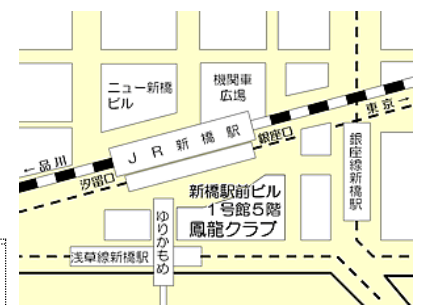 ニュー新橋
ビル
機関車
広場
東京→
JR新橋駅
銀座口
←品川
汐留口
銀座線新橋駅
新橋駅前ビル
1号館5階
鳳龍クラブ
ゆりかもめ
浅草線新橋駅